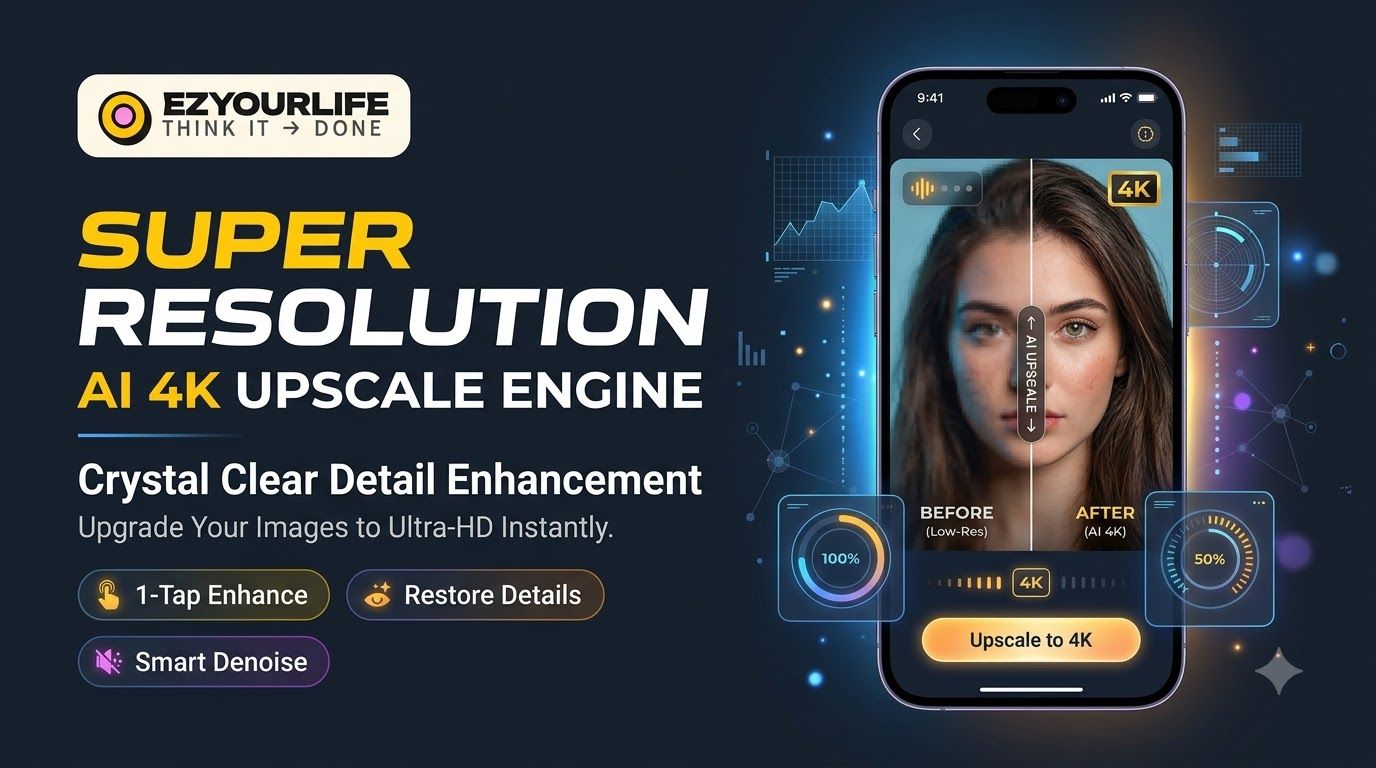 EZYOURLIFE
THINK IT → DONE
SUPER
RESOLUTION
AI 4K UPSCALE ENGINE
Crystal Clear Detail Enhancement
Upgrade Your Images to Ultra-HD Instantly.
1-Tap Enhance
Restore Details
Smart Denoise
9:41
4K
← AI UPSCALE →
BEFORE
(Low-Res)
AFTER
(AI 4K)
100%
4K
50%
Upscale to 4K